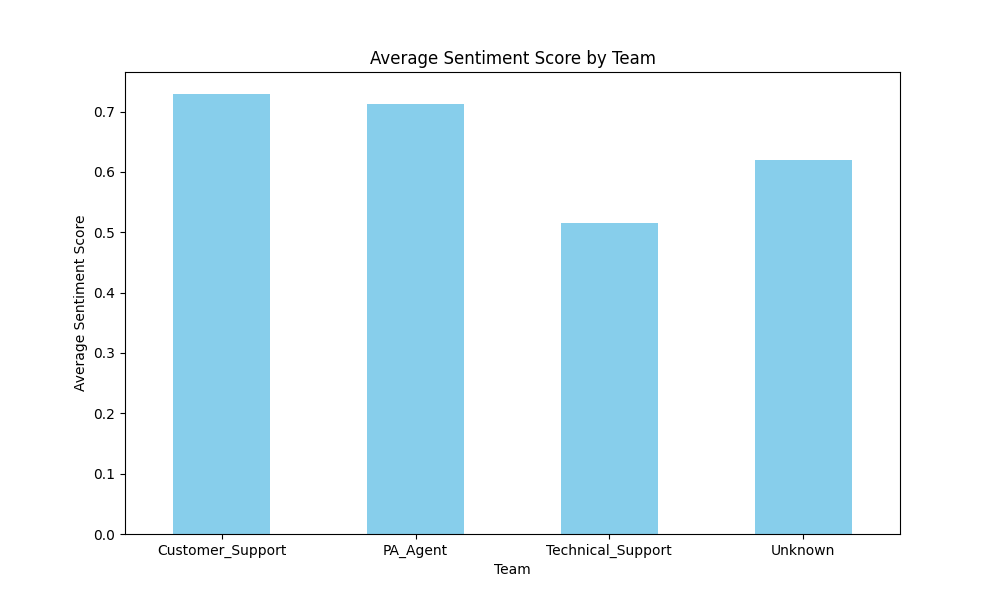 Average Sentiment Score by Team
Average Sentiment Score
0.7
0.6
0.5
0.4
0.3
0.2
0.1
0.0
Customer_Support
PA_Agent
Technical_Support
Unknown
Team